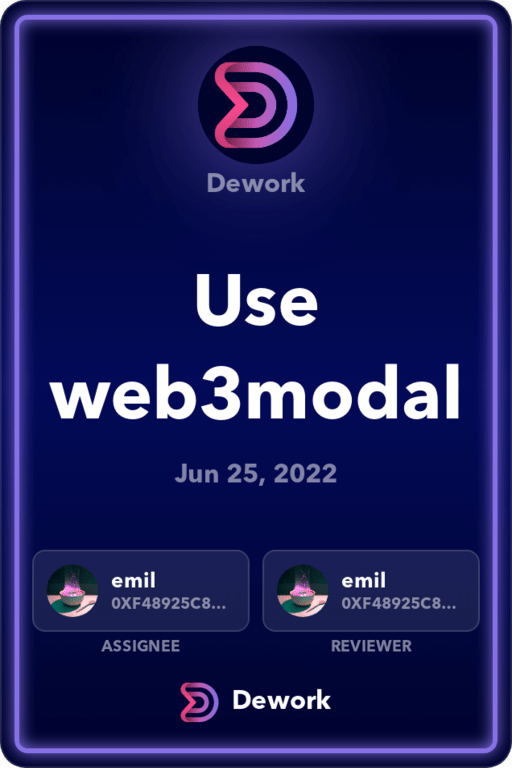 Dework
Use
web3modal
Jun 25, 2022
emil
0XF48925C8...
ASSIGNEE
emil
0XF48925C8...
REVIEWER
Dework